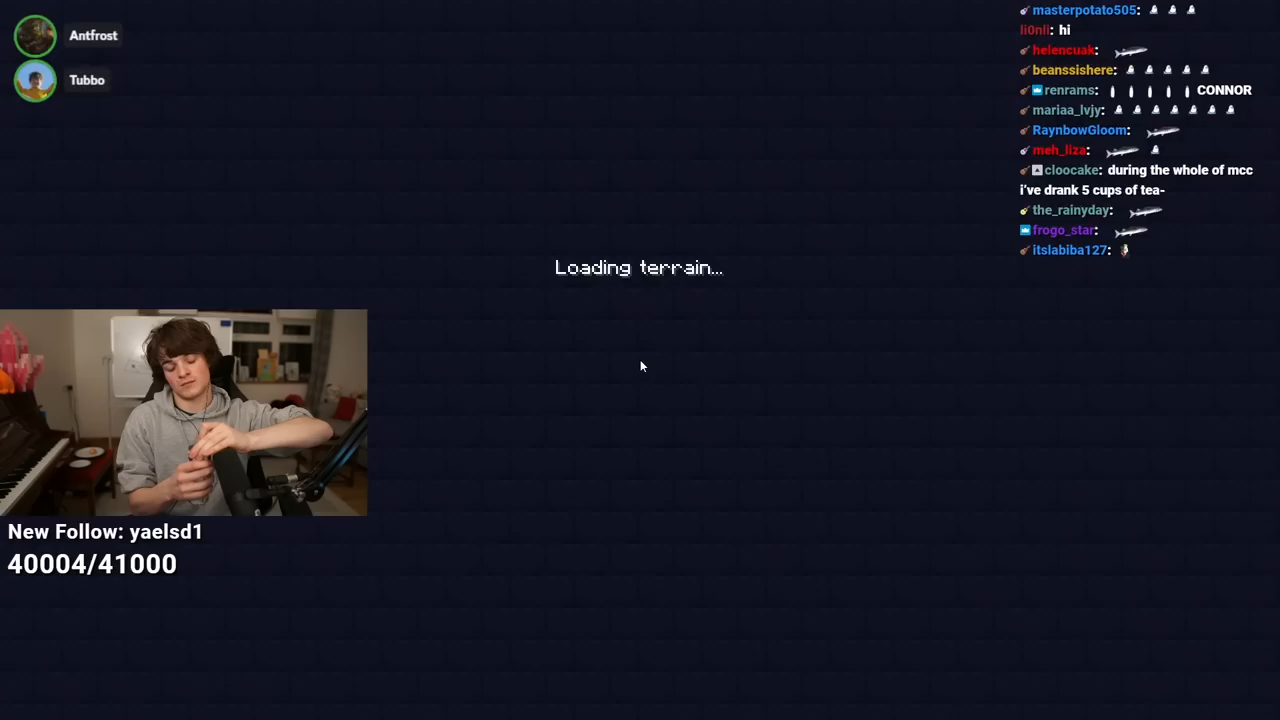 Antfrost
Tubbo
masterpotato505:
li0nli: hi
helencuak:
beanssishere:
renrams: CONNOR
mariaa_lvjy:
RaynbowGloom:
meh_liza:
cloocake: during the whole of mcc
i've drank 5 cups of tea-
the_rainyday:
frogo_star:
itslabiba127:
Loading terrain...
New Follow: yaelsd1
40004/41000